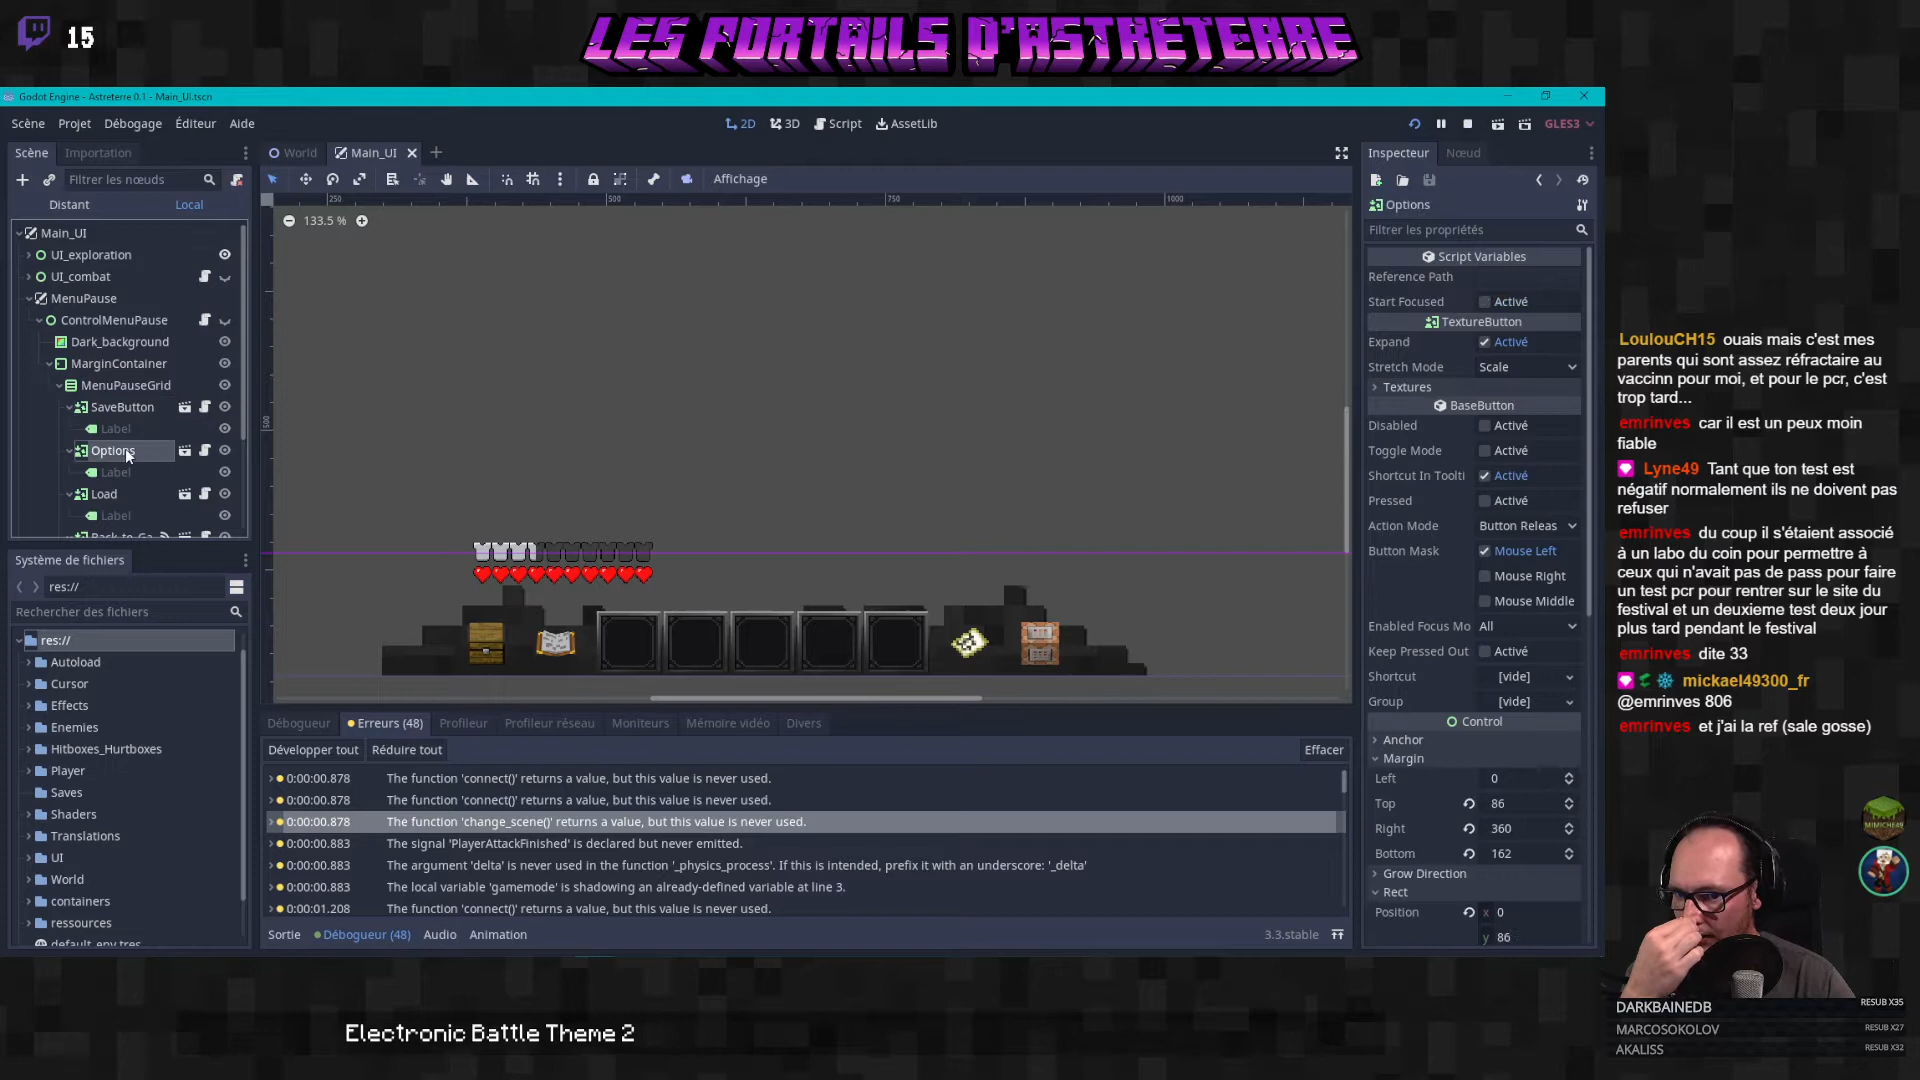 15
LES PORTAILS D'ASTRÉTERRE
Godot Engine - Astreterre 0.1 - Main_UI.tscn
Scène Projet Débogage Éditeur Aide
2D 3D Script AssetLib
GLES3
Scène Importation
World Main_UI
Inspecteur Nœud
Filtrer les nœuds
Affichage
Distant Local
Options
Filtrer les propriétés
250 500 750 1000
133.5 %
500
Main_UI
UI_exploration
UI_combat
MenuPause
ControlMenuPause
Dark_background
MarginContainer
MenuPauseGrid
SaveButton
Label
Options
Label
Load
Label
Système de fichiers
res://
Rechercher des fichiers
res://
Autoload
Cursor
Effects
Enemies
Hitboxes_Hurtboxes
Player
Saves
Shaders
Translations
UI
World
containers
ressources
default_env.tres
Débogueur Erreurs (48) Profileur Profileur réseau Moniteurs Mémoire vidéo Divers
Développer tout Réduire tout Effacer
0:00:00.878 The function 'connect()' returns a value, but this value is never used.
0:00:00.878 The function 'connect()' returns a value, but this value is never used.
0:00:00.878 The function 'change_scene()' returns a value, but this value is never used.
0:00:00.883 The signal 'PlayerAttackFinished' is declared but never emitted.
0:00:00.883 The argument 'delta' is never used in the function '_physics_process'. If this is intended, prefix it with an underscore: '_delta'
0:00:00.883 The local variable 'gamemode' is shadowing an already-defined variable at line 3.
0:00:01.208 The function 'connect()' returns a value, but this value is never used.
Sortie Débogueur (48) Audio Animation 3.3.stable
Script Variables
Reference Path
Start Focused Activé
TextureButton
Expand Activé
Stretch Mode Scale
Textures
BaseButton
Disabled Activé
Toggle Mode Activé
Shortcut In Toolti Activé
Pressed Activé
Action Mode Button Releas
Button Mask Mouse Left
Mouse Right
Mouse Middle
Enabled Focus Mo All
Keep Pressed Out Activé
Shortcut [vide]
Group [vide]
Control
Anchor
Margin
Left 0
Top 86
Right 360
Bottom 162
Grow Direction
Rect
Position x 0
y 86
LoulouCH15 ouais mais c'est mes
parents qui sont assez réfractaire au
vaccinn pour moi, et pour le pcr, c'est
trop tard...
emrinves car il est un peux moin
fiable
Lyne49 Tant que ton test est
négatif normalement ils ne doivent pas
refuser
emrinves du coup il s'étaient associé
à un labo du coin pour permettre à
ceux qui n'avait pas de pass pour faire
un test pcr pour rentrer sur le site du
festival et un deuxieme test deux jour
plus tard pendant le festival
emrinves dite 33
mickael49300_fr
@emrinves 806
emrinves et j'ai la ref (sale gosse)
MIMICHE49
DARKBAINEDB RESUB X35
MARCOSOKOLOV RESUB X27
AKALISS RESUB X32
Electronic Battle Theme 2